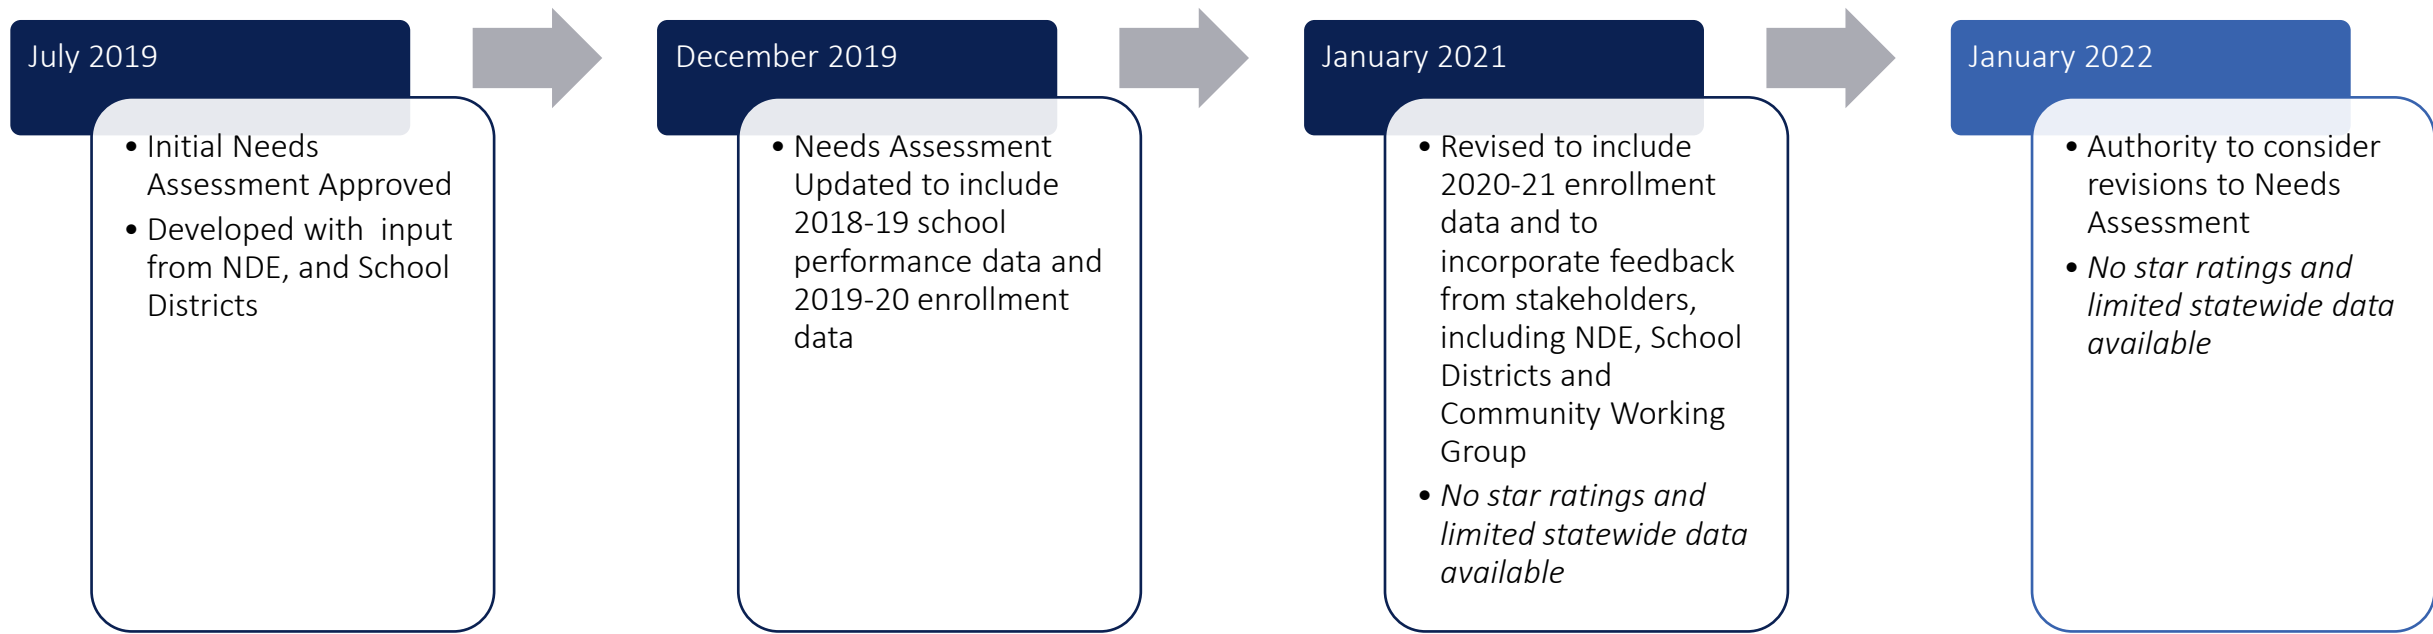 July 2019
• Initial Needs
Assessment Approved
• Developed with  input
from NDE, and School
Districts
December 2019
• Needs Assessment
Updated to include
2018-19 school
performance data and
2019-20 enrollment
data
January 2021
• Revised to include
2020-21 enrollment
data and to
incorporate feedback
from stakeholders,
including NDE, School
Districts and
Community Working
Group
• No star ratings and
limited statewide data
available
January 2022
• Authority to consider
revisions to Needs
Assessment
• No star ratings and
limited statewide data
available